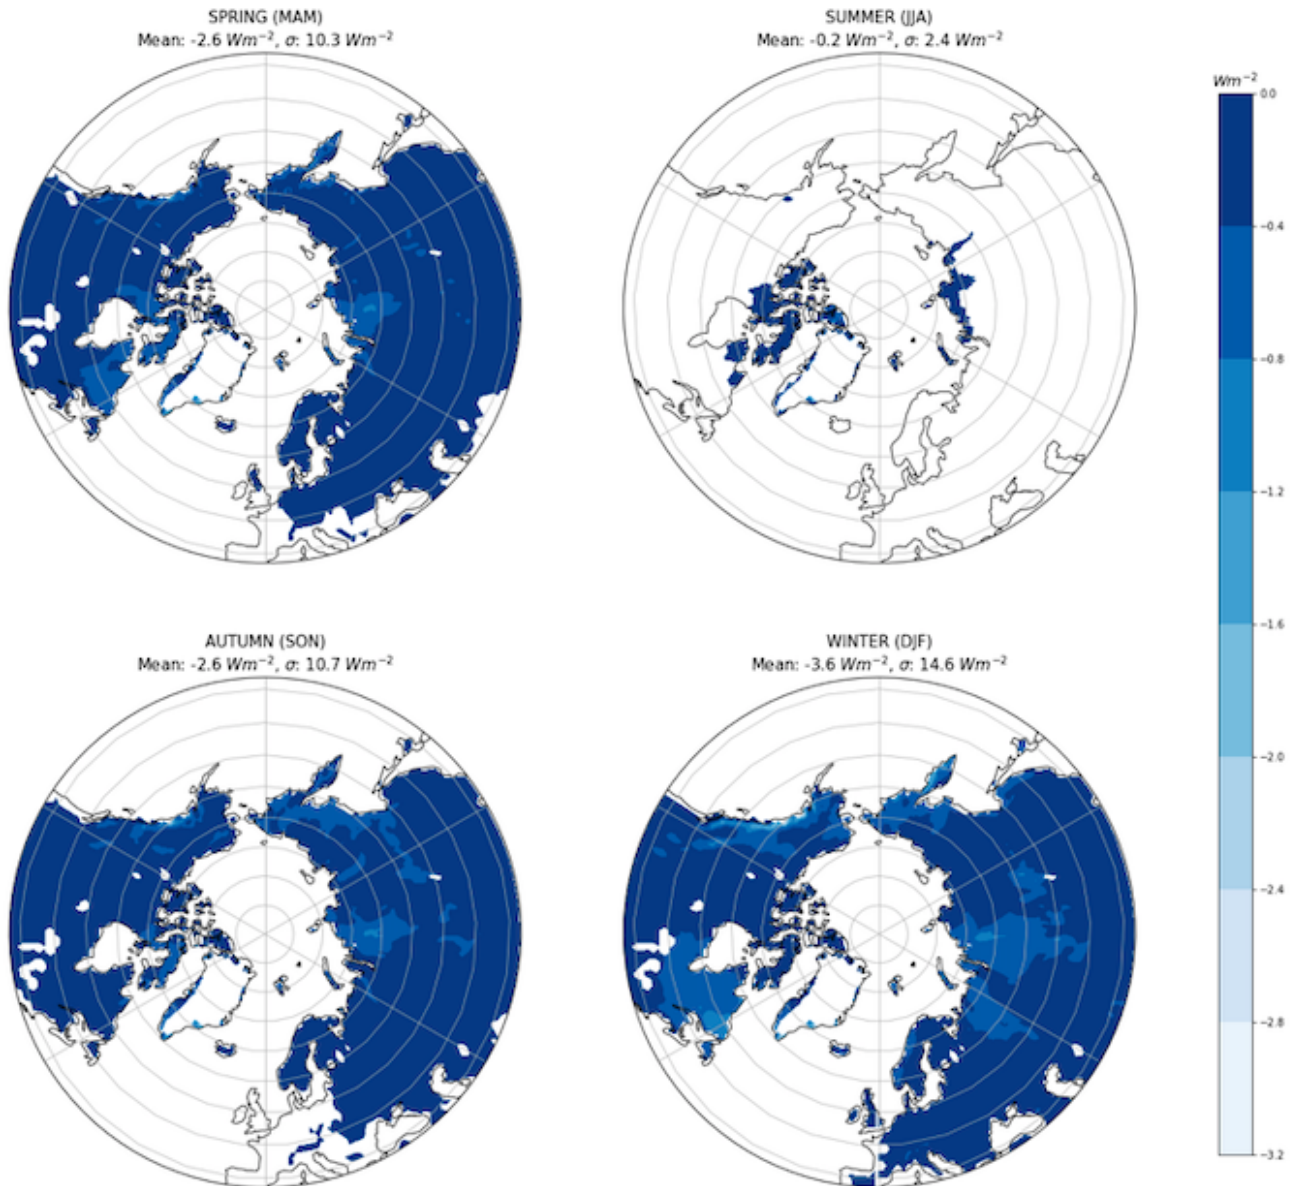 SPRING (MAM)
Mean: -2.6 Wm⁻², σ: 10.3 Wm⁻²
SUMMER (JJA)
Mean: -0.2 Wm⁻², σ: 2.4 Wm⁻²
Wm⁻²
0.0
−0.4
−0.8
−1.2
−1.6
−2.0
−2.4
−2.8
−3.2
AUTUMN (SON)
Mean: -2.6 Wm⁻², σ: 10.7 Wm⁻²
WINTER (DJF)
Mean: -3.6 Wm⁻², σ: 14.6 Wm⁻²